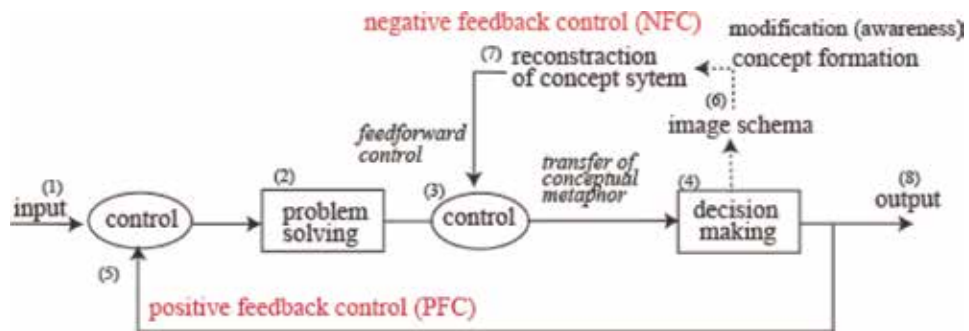 negative feedback control (NFC)
modification (awareness)
concept formation
(7)
reconstraction
of concept sytem
(6)
image schema
feedforward
control
transfer of
conceptual
metaphor
(1)
input
control
(2)
problem
solving
(3)
control
(4)
decision
making
(8)
output
(5)
positive feedback control (PFC)